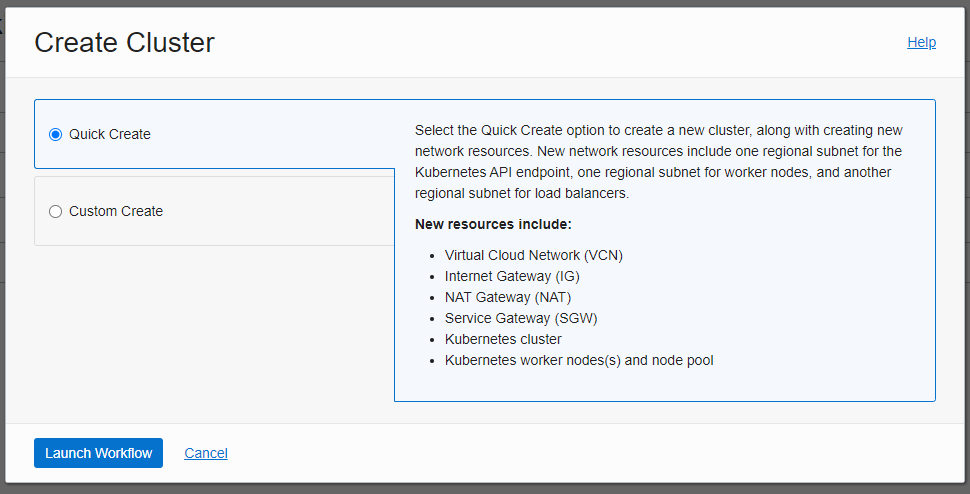 Create Cluster
Help
Quick Create
Custom Create
Select the Quick Create option to create a new cluster, along with creating new
network resources. New network resources include one regional subnet for the
Kubernetes API endpoint, one regional subnet for worker nodes, and another
regional subnet for load balancers.
New resources include:
• Virtual Cloud Network (VCN)
• Internet Gateway (IG)
• NAT Gateway (NAT)
• Service Gateway (SGW)
• Kubernetes cluster
• Kubernetes worker nodes(s) and node pool
Launch Workflow
Cancel